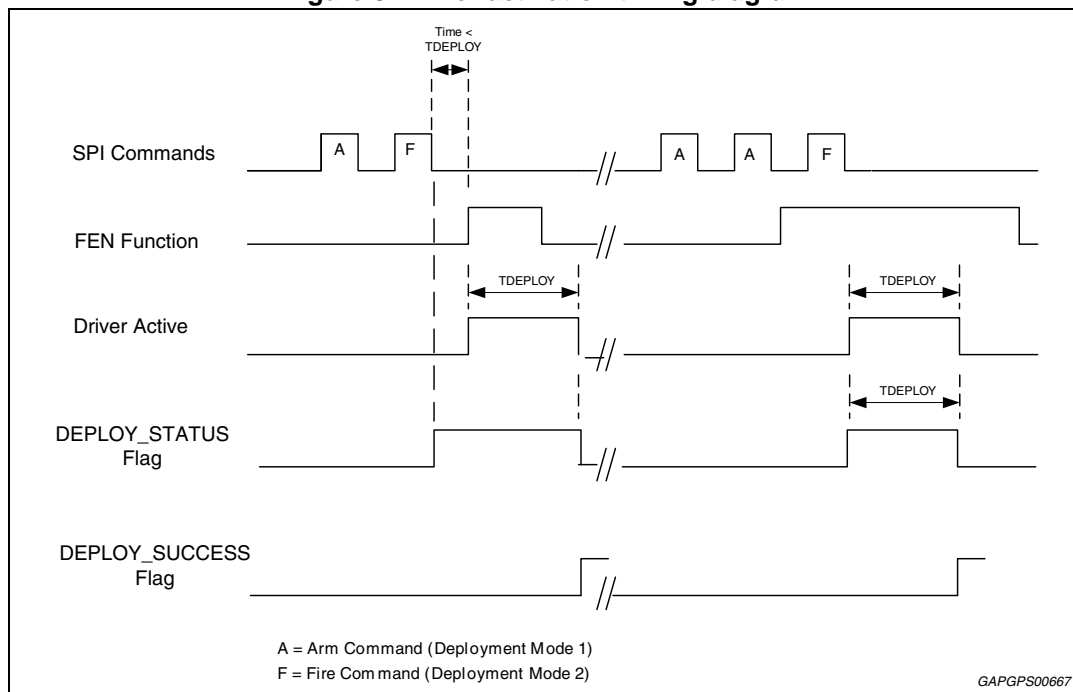 Time <
TDEPLOY
SPI Commands
A
F
A
A
F
FEN Function
TDEPLOY
TDEPLOY
Driver Active
TDEPLOY
DEPLOY_STATUS
Flag
DEPLOY_SUCCESS
Flag
A = Arm Command (Deployment Mode 1)
F = Fire Command (Deployment Mode 2)
GAPGPS00667